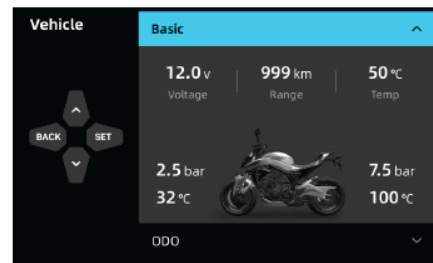 Vehicle
Basic
12.0 v
999 km
50 ℃
Voltage
Range
Temp
BACK
SET
2.5 bar
7.5 bar
32 ℃
100 ℃
ODO